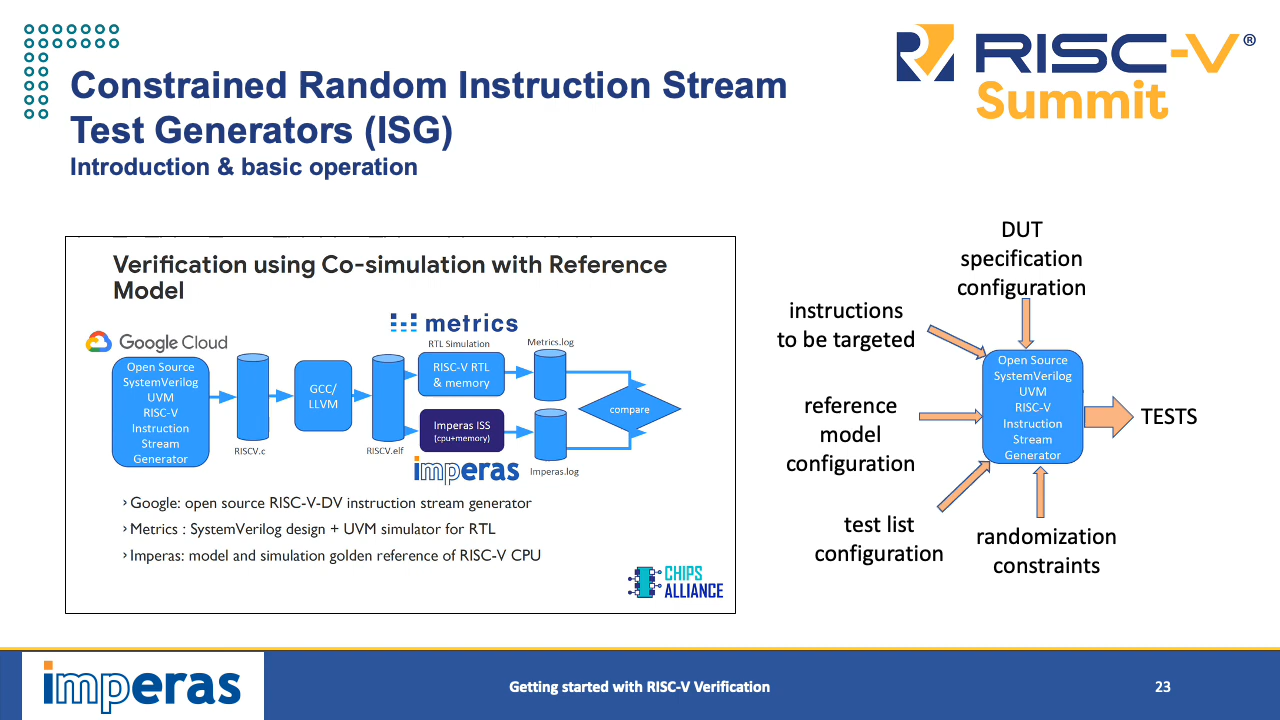 Constrained Random Instruction Stream
Test Generators (ISG)
Introduction & basic operation
RISC-V®
Summit
Verification using Co-simulation with Reference
Model
Google Cloud
metrics
RTL Simulation
Metrics.log
Open Source
SystemVerilog
UVM
RISC-V
Instruction
Stream
Generator
RISCV.c
GCC/
LLVM
RISCV.elf
RISC-V RTL
& memory
Imperas ISS
(cpu+memory)
imperas
Imperas.log
compare
› Google: open source RISC-V-DV instruction stream generator
› Metrics : SystemVerilog design + UVM simulator for RTL
› Imperas: model and simulation golden reference of RISC-V CPU
CHIPS
ALLIANCE
DUT
specification
configuration
instructions
to be targeted
reference
model
configuration
test list
configuration
randomization
constraints
Open Source
SystemVerilog
UVM
RISC-V
Instruction
Stream
Generator
TESTS
imperas
Getting started with RISC-V Verification
23